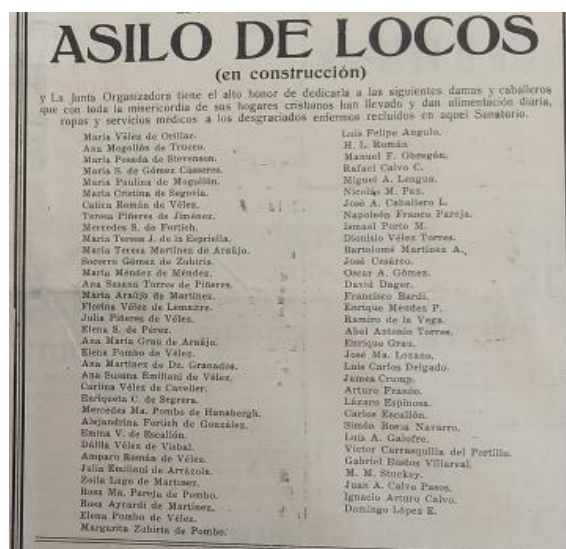 ASILO DE LOCOS
(en construcción)
y La Junta Organizadora tiene el alto honor de dedicarla a las siguientes damas y caballeros
que con toda la misericordia de sus hogares cristianos han llevado y dan alimentación diaria,
ropas y servicios médicos a los desgraciados enfermos recluídos en aquel Sanatorio.
María Vélez de
Ana Mogollón de Trucco.
María Posada de Stevenson.
María S. de Gómez Cásseres.
María Paulina de Mogollón.
María Cristina de Segovia.
Catica Román de Vélez.
Teresa Piñeres de Jiménez.
Mercedes S. de Fortich.
María Teresa J. de la Espriella.
María Teresa Martínez de Araújo.
Socorro Gómez de Zubiría.
María Méndez de Méndez.
Ana Susana Torres de Piñeres.
María Araújo de Martínez.
Florina Vélez de Lemaitre.
Julia Piñeres de Vélez.
Elena S. de Pérez.
Ana María Grau de Araújo.
Elena Pombo de Vélez.
Ana Martínez de Dz. Granados.
Ana Susana Emiliani de Vélez.
Carlina Vélez de Cavelier.
Enriqueta C. de Segrera.
Mercedes Ma. Pombo de Hansbergh.
Alejandrina Fortich de González.
Emma V. de Escallón.
Dálila Vélez de Visbal.
Amparo Román de Vélez.
Julia Emiliani de Arrázola.
Zoila Lugo de Martínez.
Rosa Ma. Pareja de Pombo.
Rosa Aycardi de Martínez.
Elena Pombo de Vélez.
Margarita Zubiría de Pombo.
Luis Felipe Angulo.
H. L. Román
Manuel F. Obregón.
Rafael Calvo C.
Miguel A. Lengua.
Nicolás M. Paz.
José A. Caballero L.
Napoleón Franco Pareja.
Ismael Porto M.
Dionisio Vélez Torres.
Bartolomé Martínez A.
José
Oscar A. Gómez.
David Dager.
Francisco Bardi.
Enrique Méndez P.
Ramiro de la Vega.
Abel Antonio Torres.
Enrique Grau.
José Ma. Lozano.
Luis Carlos Delgado.
James Crump.
Arturo Franco.
Lázaro Espinosa.
Carlos Escallón.
Simón Bossa Navarro.
Luis A. Galofre.
Víctor Carrasquilla del Portillo.
Gabriel Bustos Villareal.
M. M. Stuckey.
Juan A. Calvo Pasos.
Ignacio Arturo Calvo.
Domingo López E.